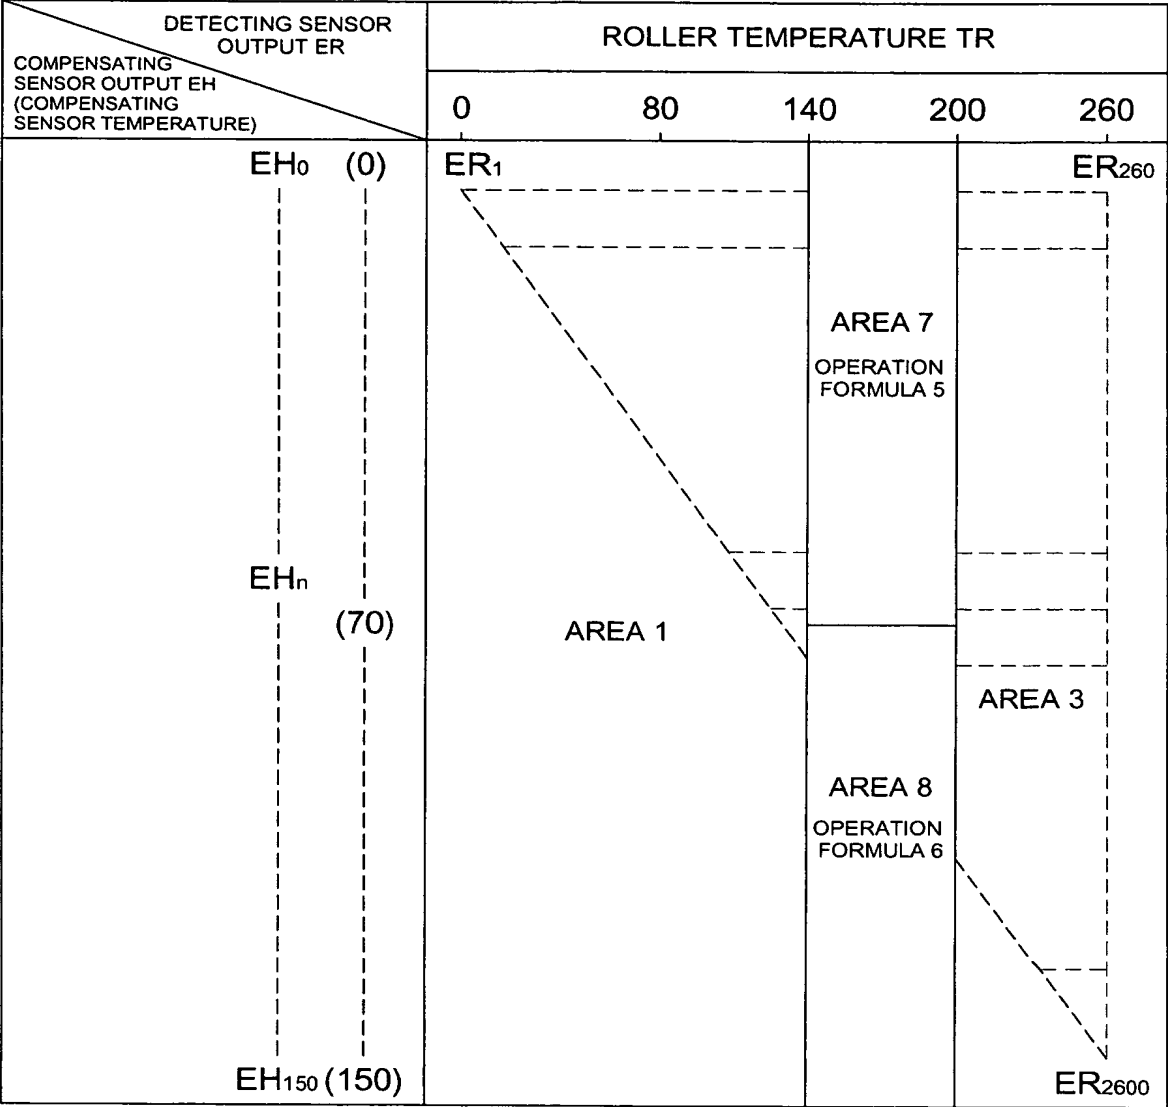 DETECTING SENSOR
OUTPUT ER
COMPENSATING
SENSOR OUTPUT EH
(COMPENSATING
SENSOR TEMPERATURE)
ROLLER TEMPERATURE TR
0 80 140 200 260
EH0 (0) ER1 ER260
AREA 7
OPERATION
FORMULA 5
EHn
(70)
AREA 1
AREA 3
AREA 8
OPERATION
FORMULA 6
EH150 (150) ER2600